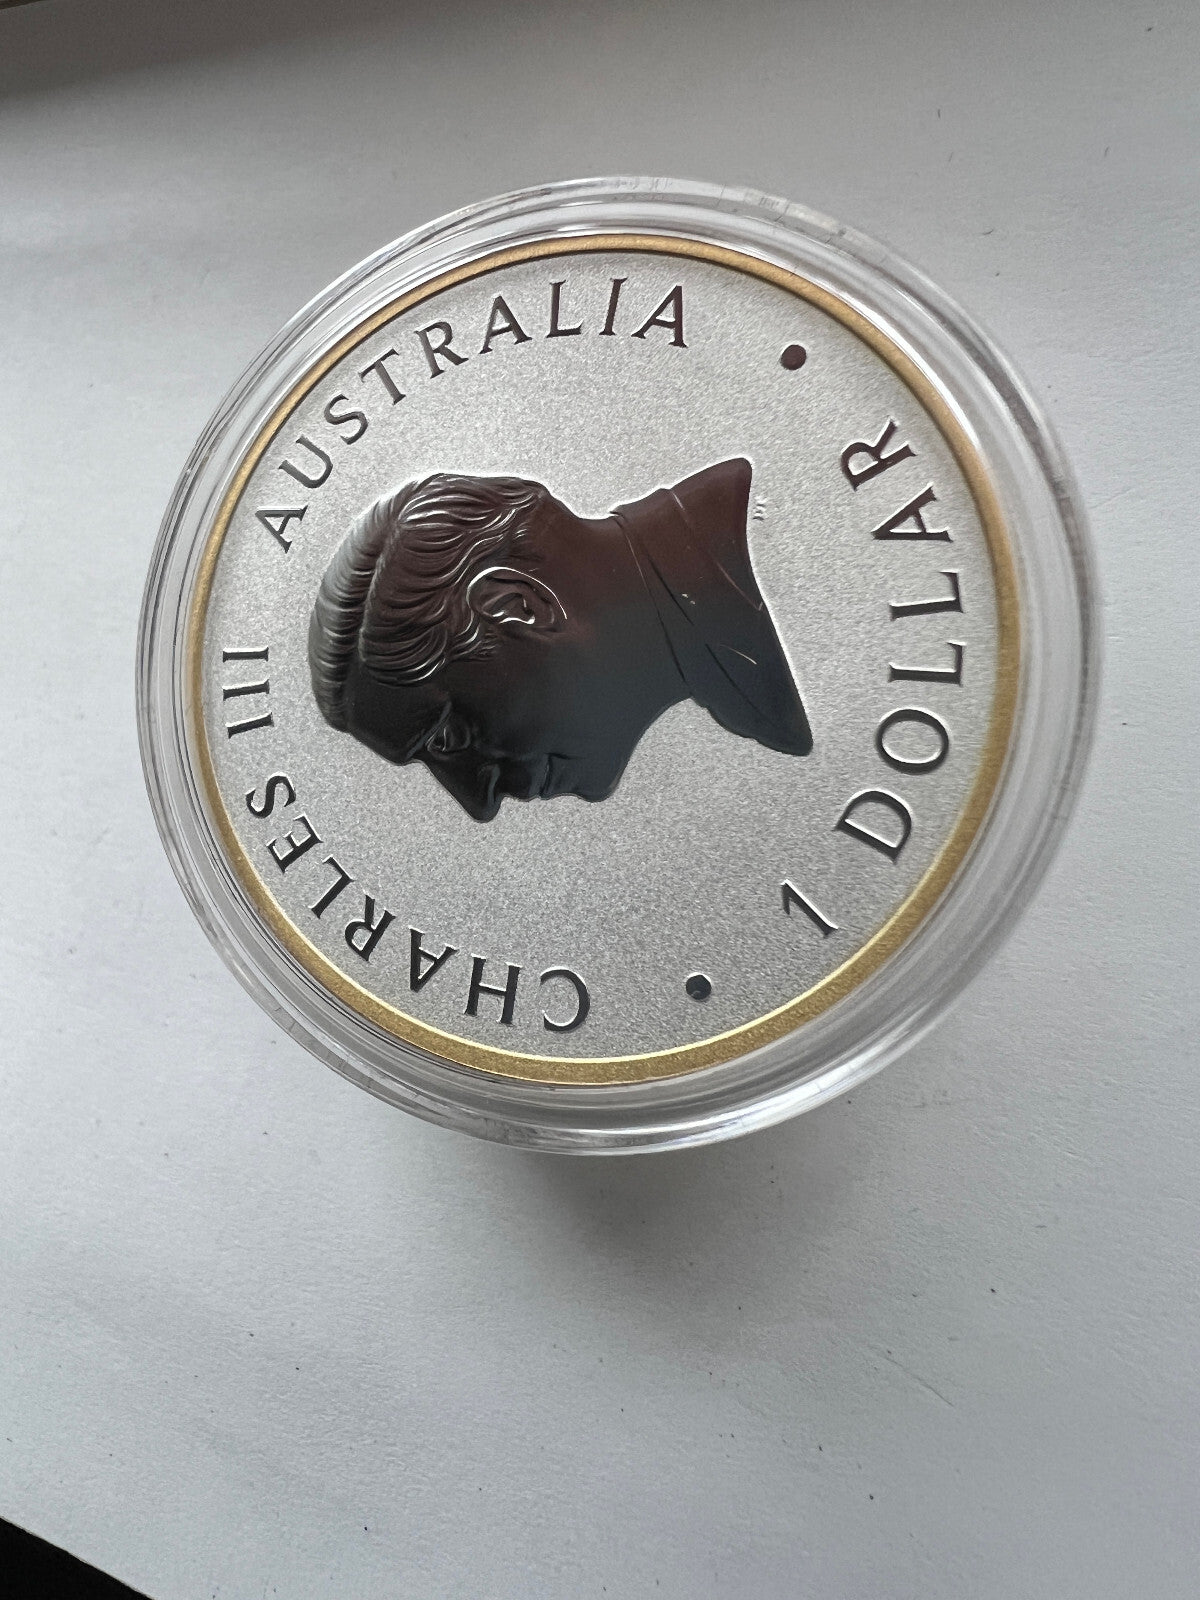 CHARLES III AUSTRALIA
• 1 DOLLAR •